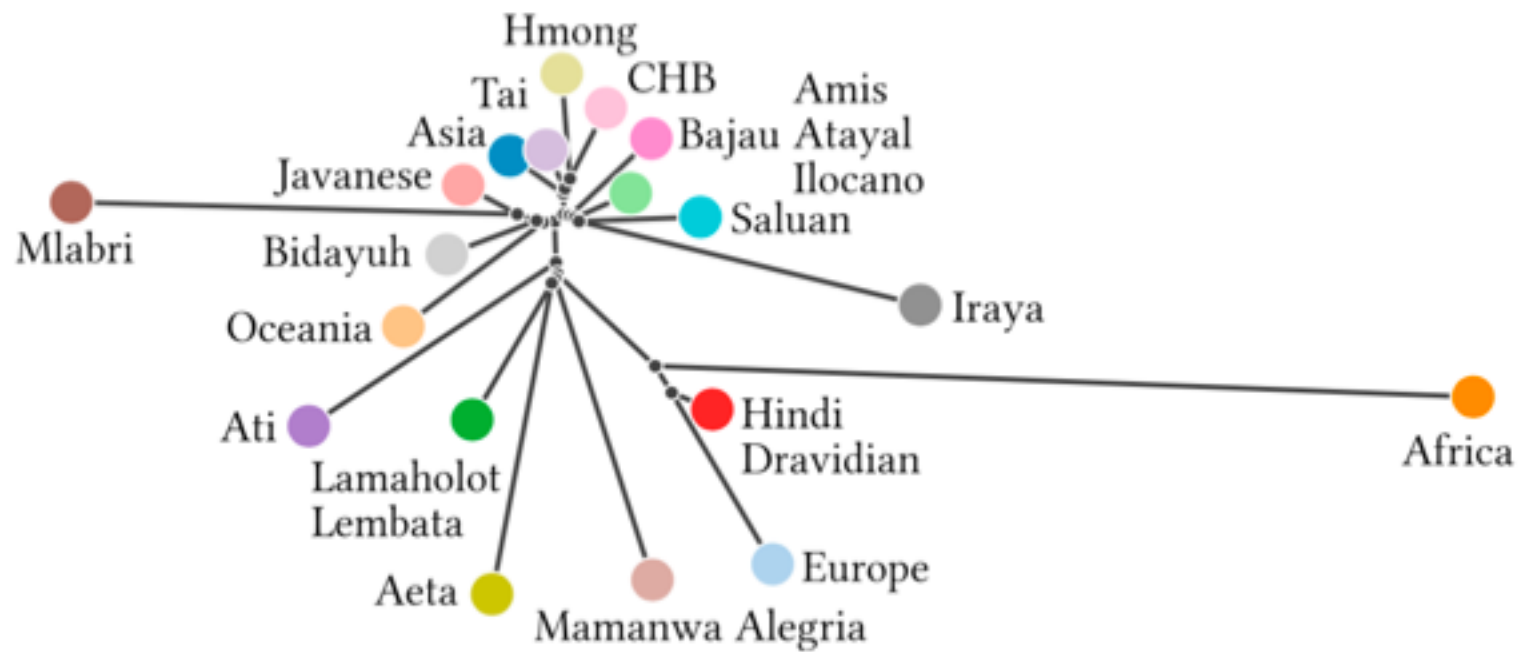 Hmong
CHB
Tai
Amis
Asia
Bajau
Atayal
Javanese
Ilocano
Saluan
Mlabri
Bidayuh
Iraya
Oceania
Ati
Hindi
Dravidian
Africa
Lamaholot
Lembata
Europe
Aeta
Mamanwa Alegria